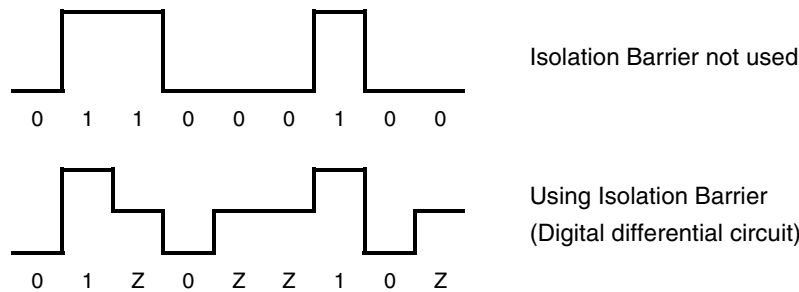 Isolation Barrier not used
0 1 1 0 0 0 1 0 0
Using Isolation Barrier
(Digital differential circuit)
0 1 Z 0 Z Z 1 0 Z